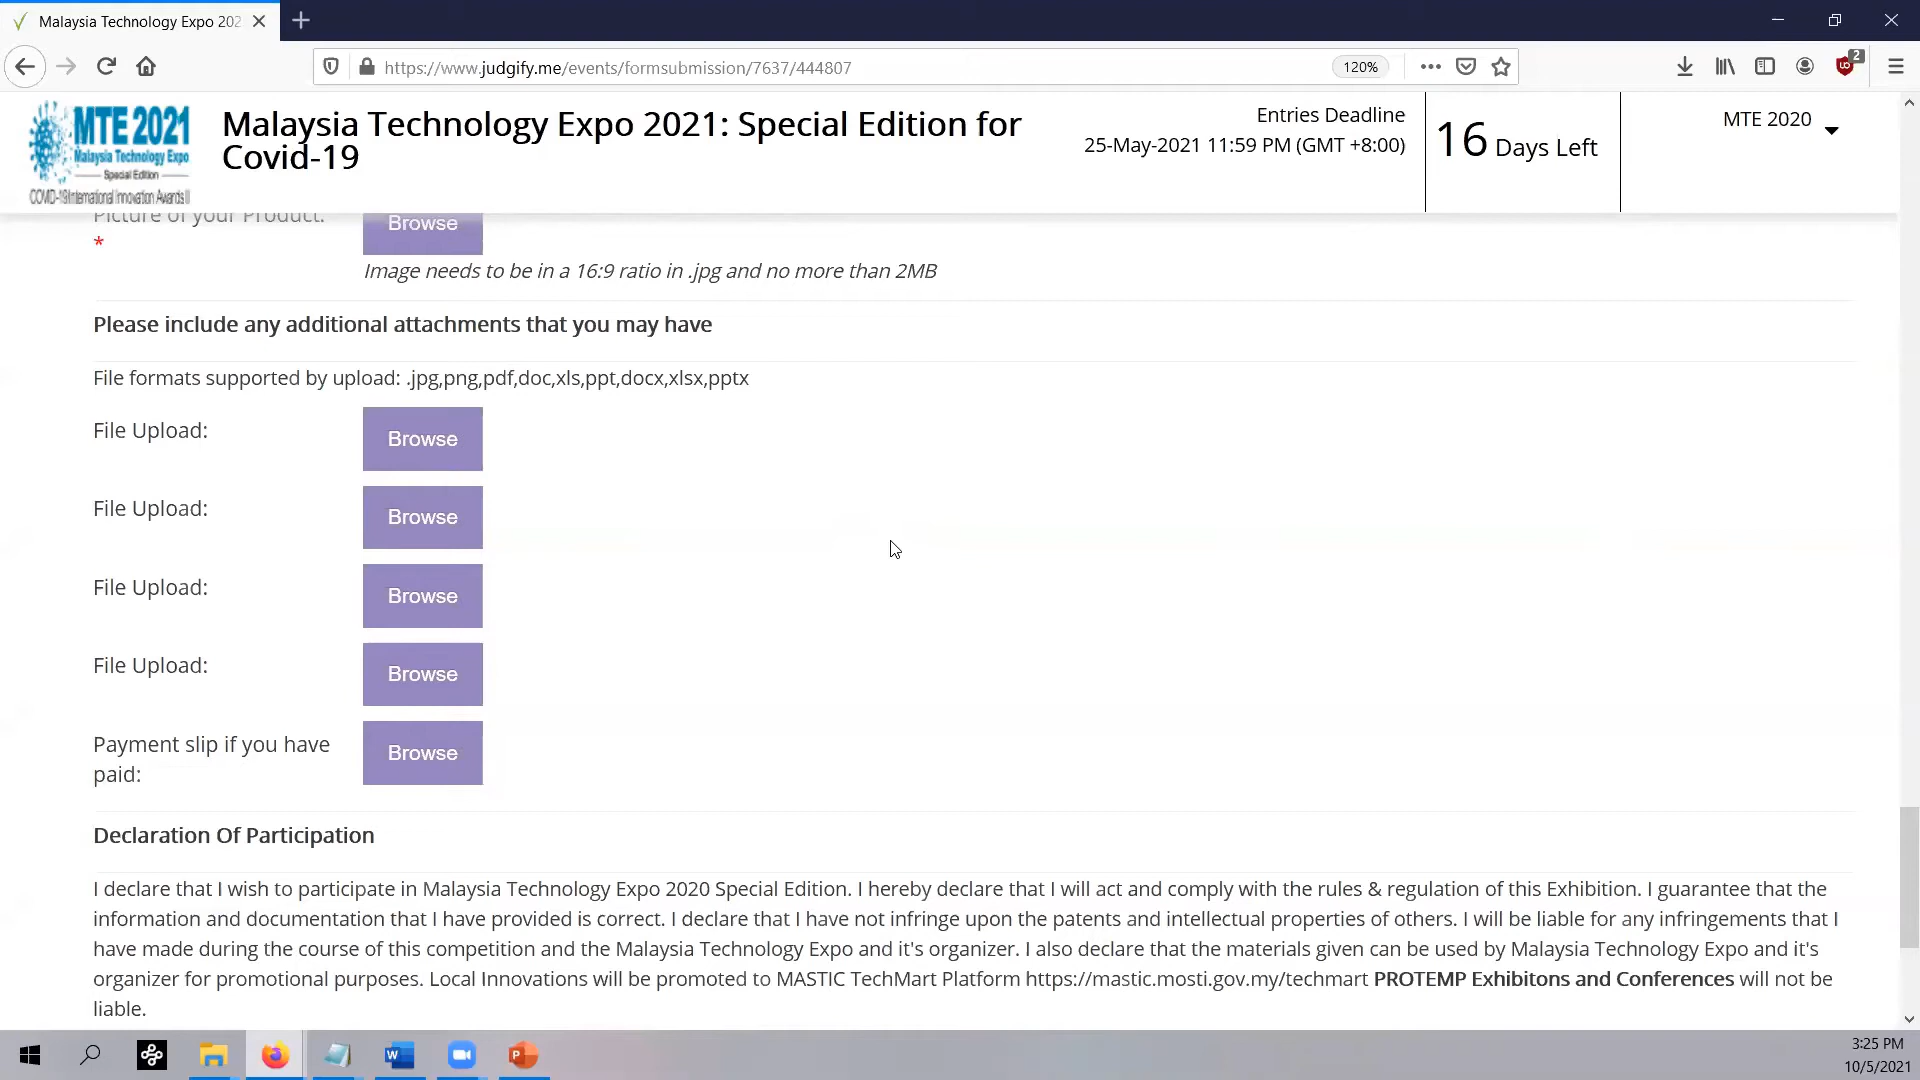 Malaysia Technology Expo 202
https://www.judgify.me/events/formsubmission/7637/444807
120%
2
MTE 2021
Malaysia Technology Expo
Special Edition
COVID-19 International Innovation Awards II
Malaysia Technology Expo 2021: Special Edition for
Covid-19
Entries Deadline
25-May-2021 11:59 PM (GMT +8:00)
16 Days Left
MTE 2020
Picture of your Product.
*
Browse
Image needs to be in a 16:9 ratio in .jpg and no more than 2MB
Please include any additional attachments that you may have
File formats supported by upload: .jpg,png,pdf,doc,xls,ppt,docx,xlsx,pptx
File Upload:
Browse
File Upload:
Browse
File Upload:
Browse
File Upload:
Browse
Payment slip if you have
paid:
Browse
Declaration Of Participation
I declare that I wish to participate in Malaysia Technology Expo 2020 Special Edition. I hereby declare that I will act and comply with the rules & regulation of this Exhibition. I guarantee that the
information and documentation that I have provided is correct. I declare that I have not infringe upon the patents and intellectual properties of others. I will be liable for any infringements that I
have made during the course of this competition and the Malaysia Technology Expo and it's organizer. I also declare that the materials given can be used by Malaysia Technology Expo and it's
organizer for promotional purposes. Local Innovations will be promoted to MASTIC TechMart Platform https://mastic.mosti.gov.my/techmart PROTEMP Exhibitons and Conferences will not be
liable.
3:25 PM
10/5/2021